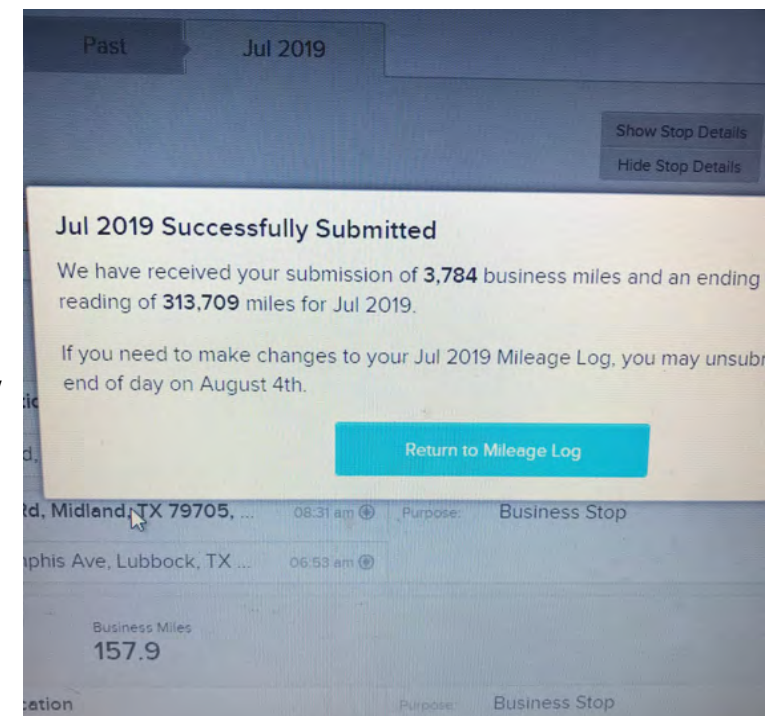 Past
Jul 2019
Show Stop Details
Hide Stop Details
Jul 2019 Successfully Submitted
We have received your submission of 3,784 business miles and an ending
reading of 313,709 miles for Jul 2019.
If you need to make changes to your Jul 2019 Mileage Log, you may unsub
end of day on August 4th.
Return to Mileage Log
d, Midland, TX 79705, ... 08:31 am Purpose: Business Stop
phis Ave, Lubbock, TX ... 06:53 am
Business Miles
157.9
cation Purpose: Business Stop